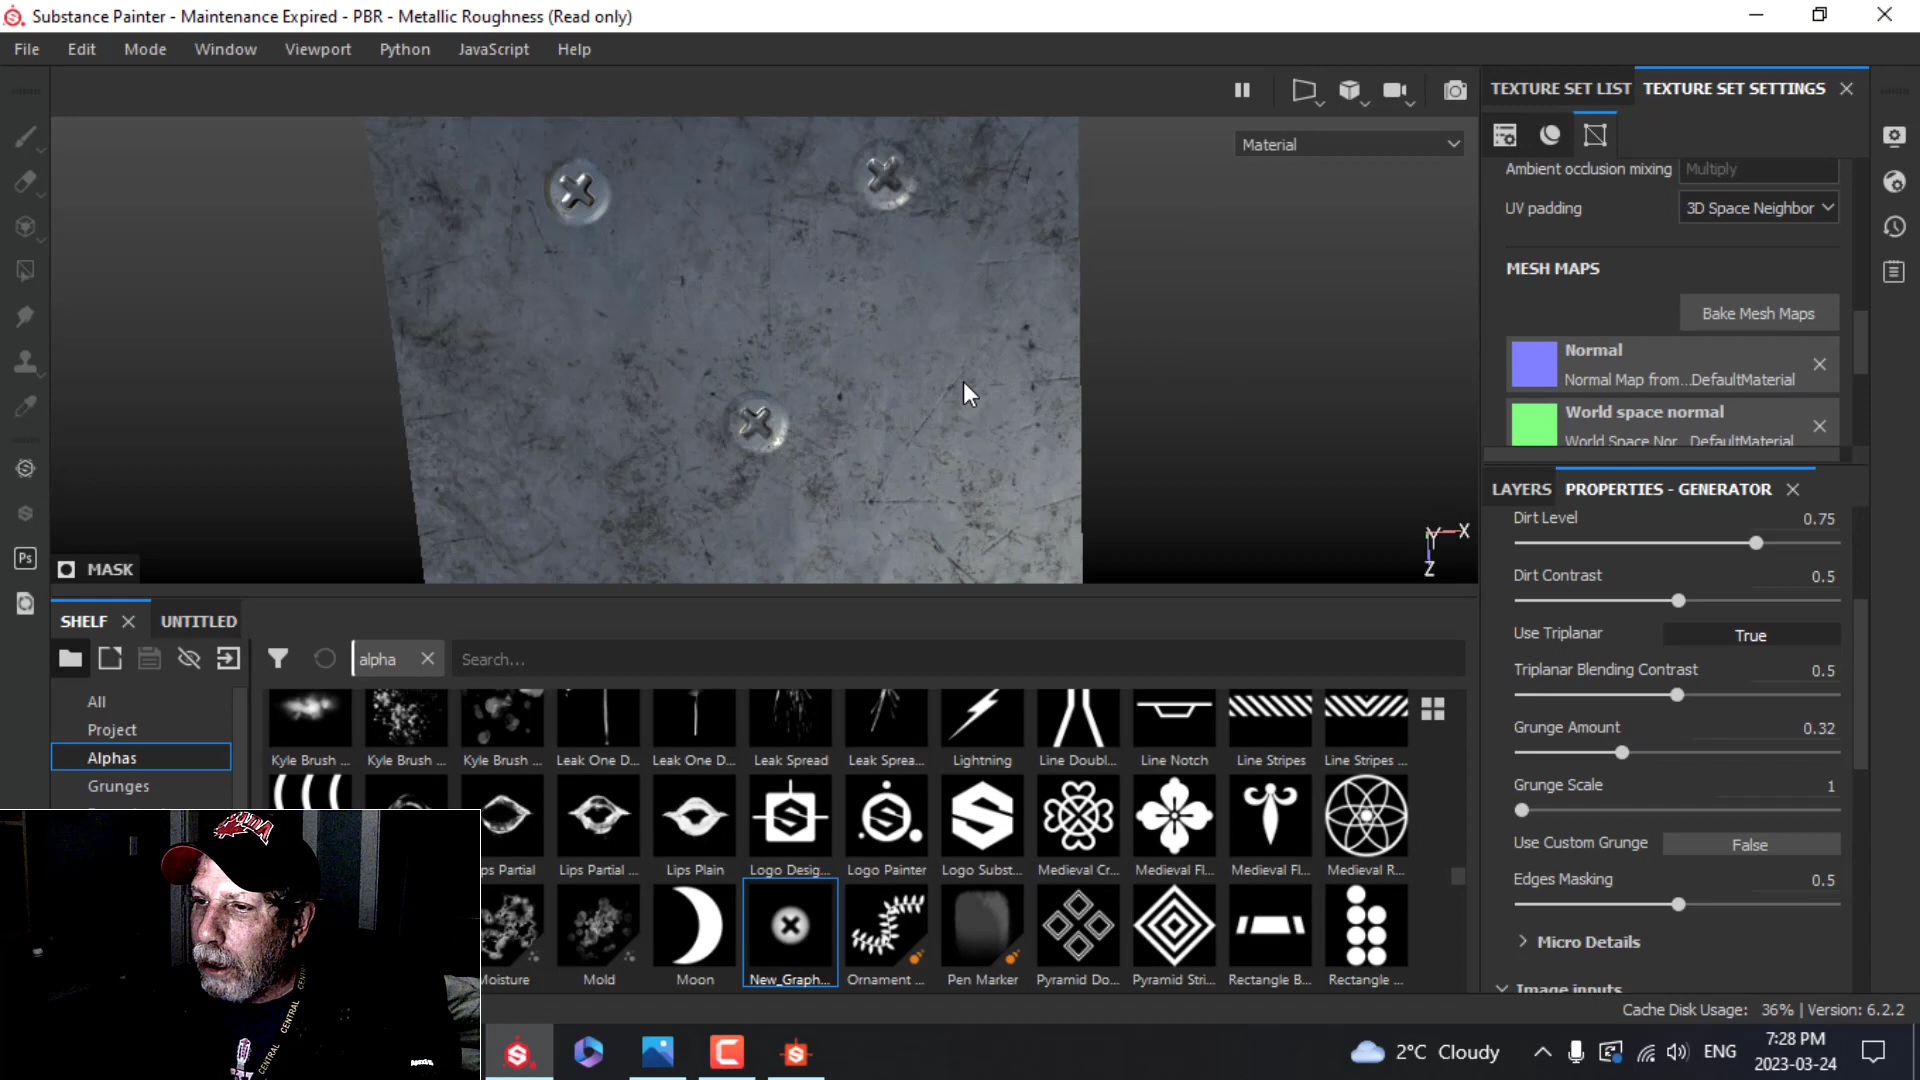 Substance Painter - Maintenance Expired - PBR - Metallic Roughness (Read only)
File Edit Mode Window Viewport Python JavaScript Help
TEXTURE SET LIST TEXTURE SET SETTINGS
Material
Ambient occlusion mixing Multiply
UV padding 3D Space Neighbor
MESH MAPS
Bake Mesh Maps
Normal
Normal Map from...DefaultMaterial
World space normal
World Space Nor...DefaultMaterial
Y X
Z
MASK
LAYERS PROPERTIES - GENERATOR
Dirt Level 0.75
Dirt Contrast 0.5
Use Triplanar True
Triplanar Blending Contrast 0.5
Grunge Amount 0.32
Grunge Scale 1
Use Custom Grunge False
Edges Masking 0.5
Micro Details
Image inputs
Ps
SHELF UNTITLED
alpha Search...
All
Project
Alphas
Grunges
Kyle Brush ... Kyle Brush ... Kyle Brush ... Leak One D... Leak One D... Leak Spread Leak Sprea... Lightning Line Doubl... Line Notch Line Stripes Line Stripes ...
ps Partial Lips Partial ... Lips Plain Logo Desig... Logo Painter Logo Subst... Medieval Cr... Medieval Fl... Medieval Fl... Medieval R...
Moisture Mold Moon New_Graph... Ornament ... Pen Marker Pyramid Do... Pyramid Stri... Rectangle B... Rectangle ...
CENTRAL
CENTRAL
Cache Disk Usage: 36% | Version: 6.2.2
2°C Cloudy ENG 7:28 PM
2023-03-24